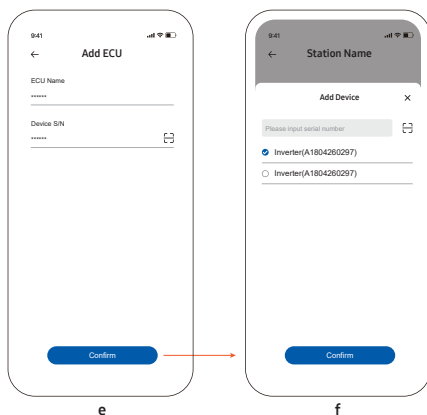 9:41
Add ECU
ECU Name
······
Device S/N
······
Confirm
e
9:41
Station Name
Add Device
Please input serial number
Inverter(A1804260297)
Inverter(A1804260297)
Confirm
f